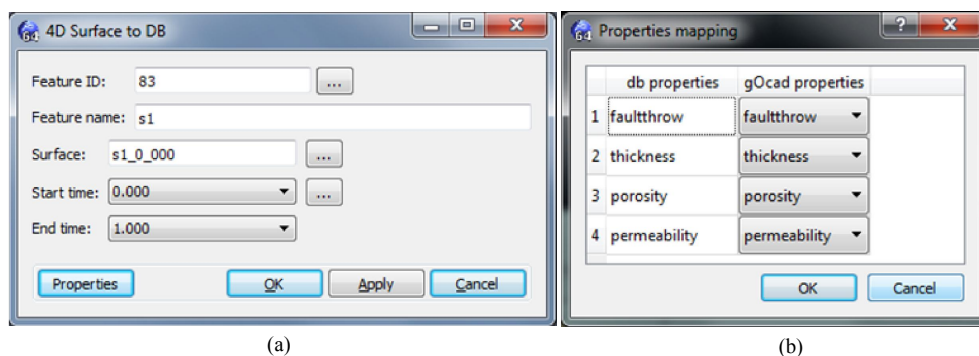 4D Surface to DB
Feature ID: 83 ...
Feature name: s1
Surface: s1_0_000 ...
Start time: 0.000 ...
End time: 1.000
Properties OK Apply Cancel
(a)
Properties mapping ?
db properties gOcad properties
1 faultthrow faultthrow
2 thickness thickness
3 porosity porosity
4 permeability permeability
OK Cancel
(b)